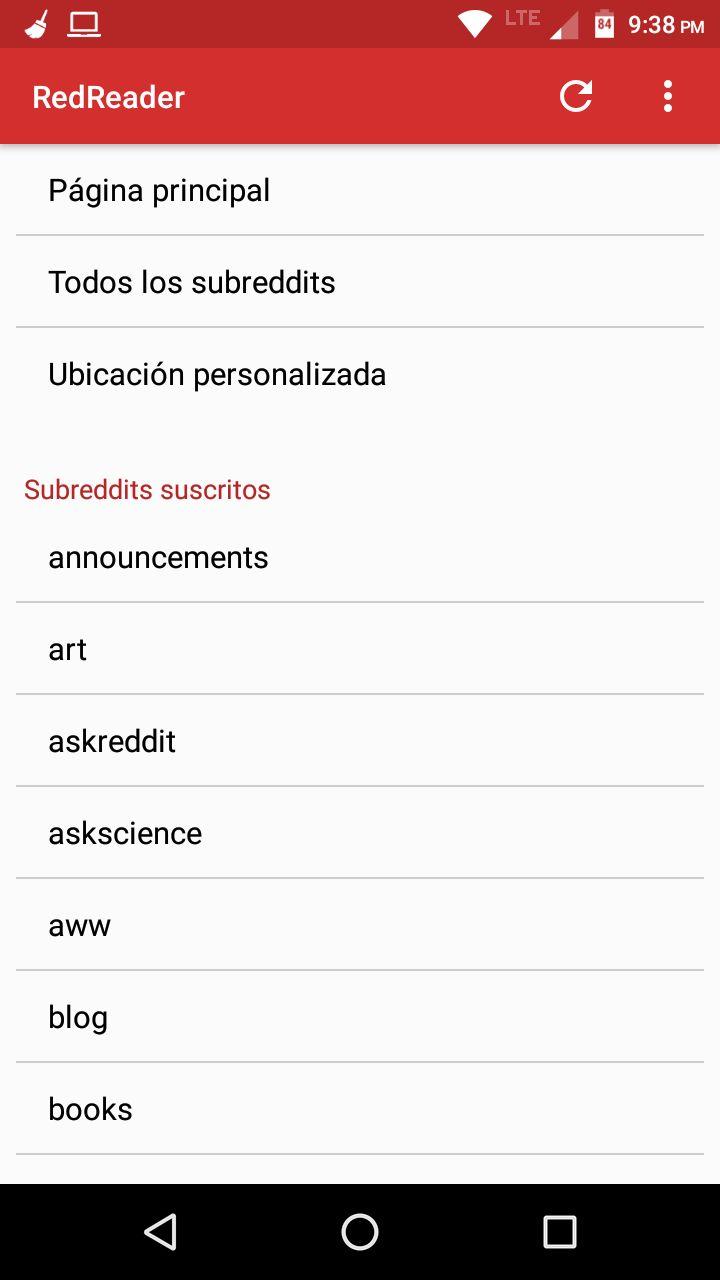 LTE 84 9:38 PM
RedReader
Página principal
Todos los subreddits
Ubicación personalizada
Subreddits suscritos
announcements
art
askreddit
askscience
aww
blog
books